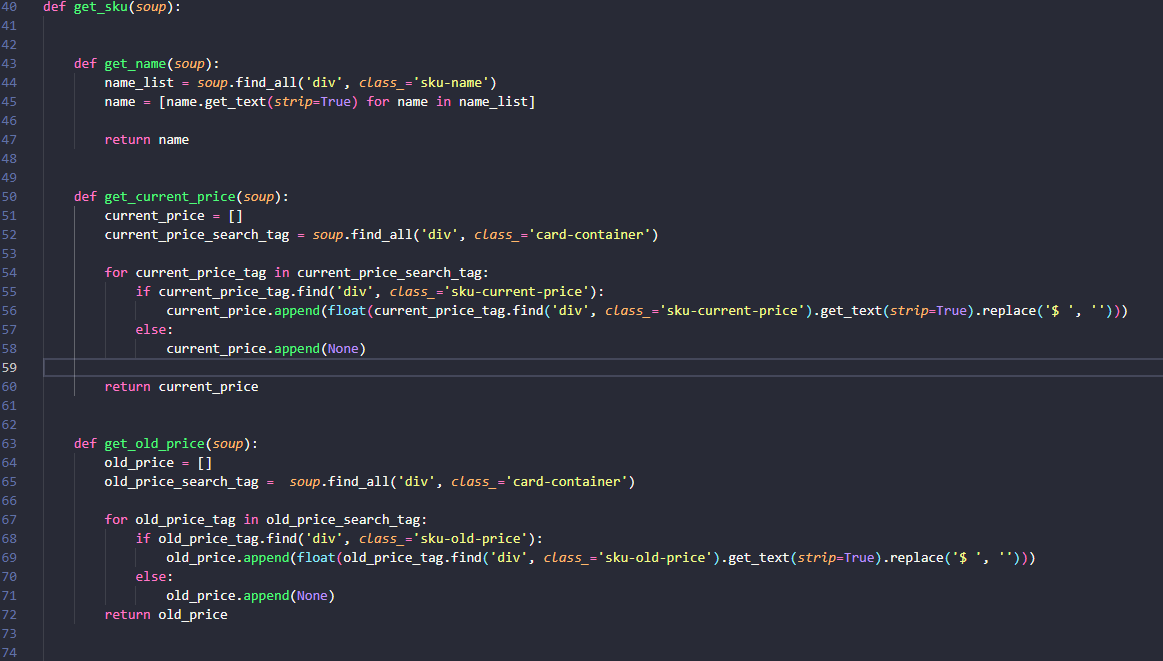 40 def get_sku(soup):
41
42
43     def get_name(soup):
44         name_list = soup.find_all('div', class_='sku-name')
45         name = [name.get_text(strip=True) for name in name_list]
46
47         return name
48
49
50     def get_current_price(soup):
51         current_price = []
52         current_price_search_tag = soup.find_all('div', class_='card-container')
53
54         for current_price_tag in current_price_search_tag:
55             if current_price_tag.find('div', class_='sku-current-price'):
56                 current_price.append(float(current_price_tag.find('div', class_='sku-current-price').get_text(strip=True).replace('$ ', '')))
57             else:
58                 current_price.append(None)
59
60         return current_price
61
62
63     def get_old_price(soup):
64         old_price = []
65         old_price_search_tag =  soup.find_all('div', class_='card-container')
66
67         for old_price_tag in old_price_search_tag:
68             if old_price_tag.find('div', class_='sku-old-price'):
69                 old_price.append(float(old_price_tag.find('div', class_='sku-old-price').get_text(strip=True).replace('$ ', '')))
70             else:
71                 old_price.append(None)
72         return old_price
73
74